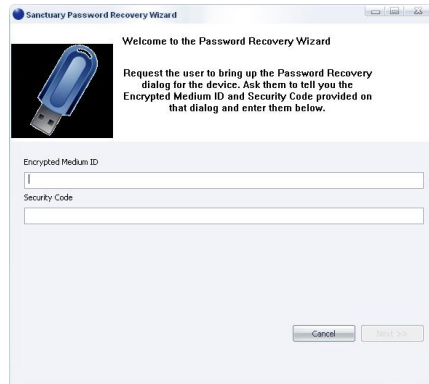 Sanctuary Password Recovery Wizard
Welcome to the Password Recovery Wizard
Request the user to bring up the Password Recovery
dialog for the device. Ask them to tell you the
Encrypted Medium ID and Security Code provided on
that dialog and enter them below.
Encrypted Medium ID
Security Code
Cancel
Next >>